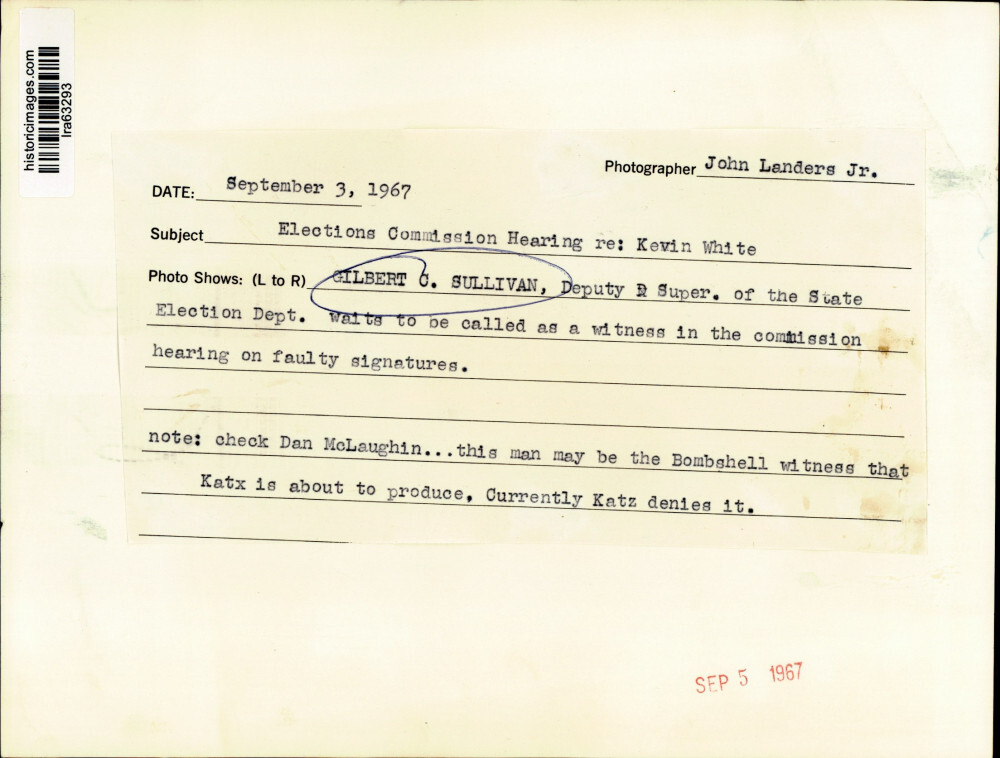 historicimages.com
lra63293
Photographer John Landers Jr.
DATE: September 3, 1967
Subject Elections Commission Hearing re: Kevin White
Photo Shows: (L to R) GILBERT C. SULLIVAN, Deputy R Super. of the State
Election Dept. waits to be called as a witness in the commission
hearing on faulty signatures.
note: check Dan McLaughin...this man may be the Bombshell witness that
Katx is about to produce. Currently Katz denies it.
SEP 5 1967